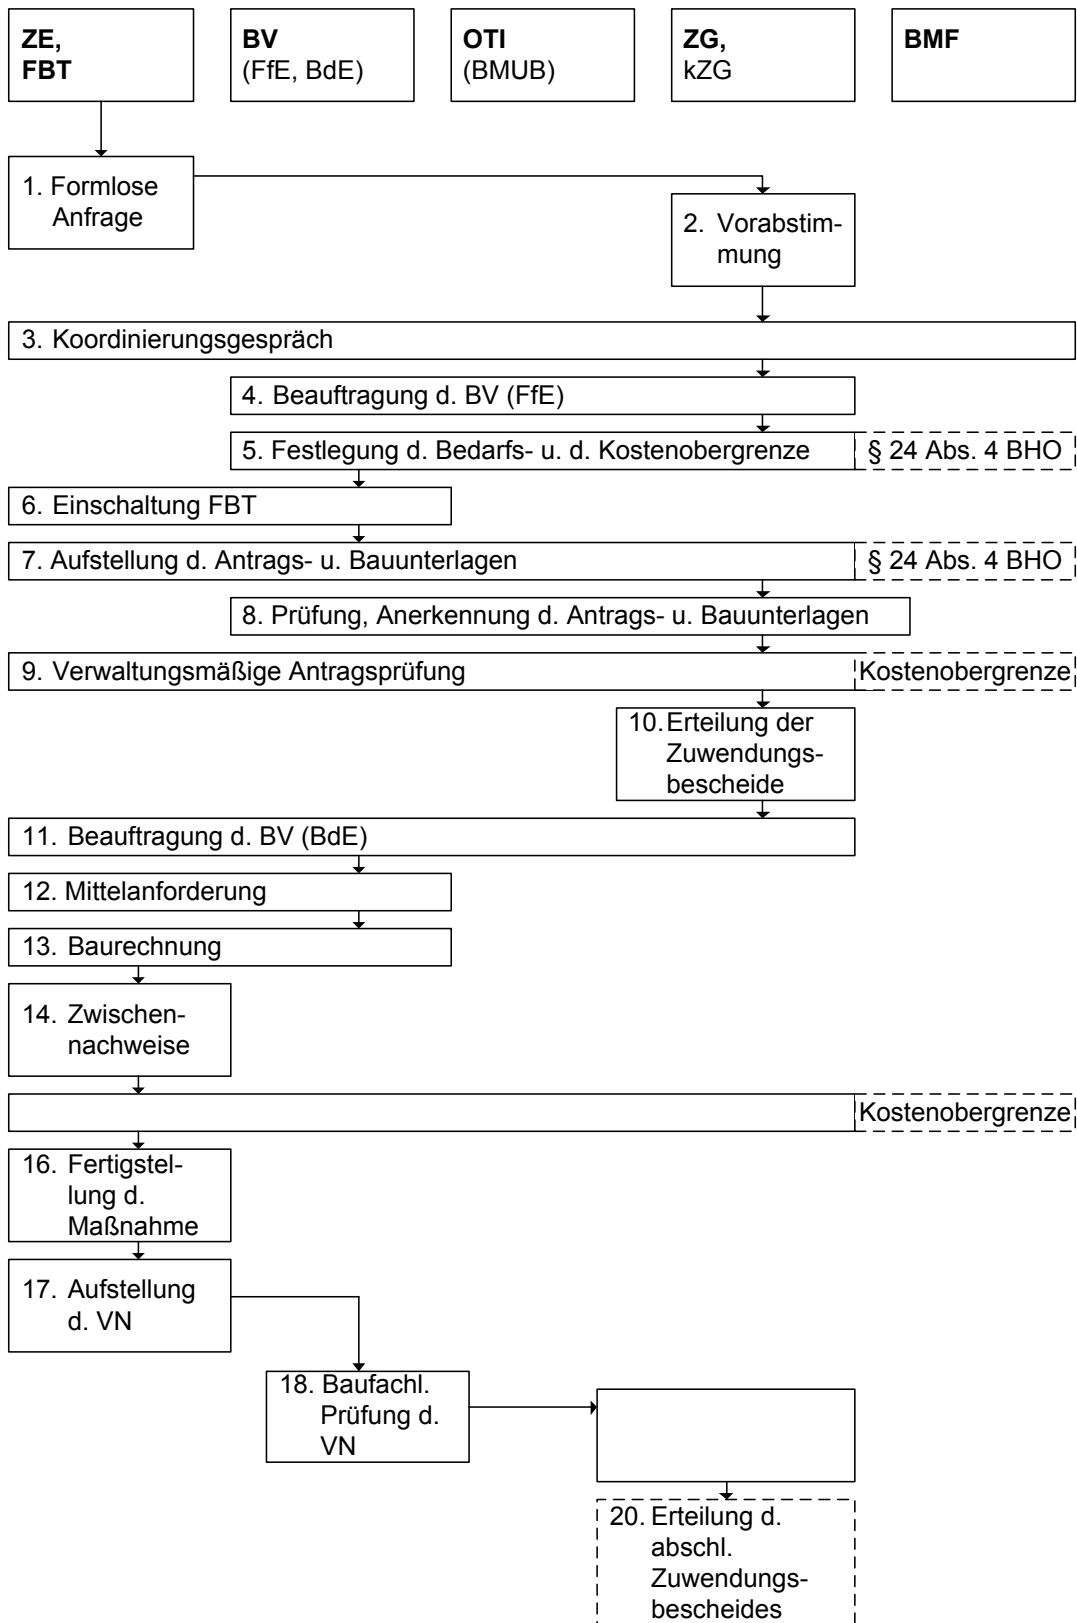 ZE,
FBT
BV
(FfE, BdE)
OTI
(BMUB)
ZG,
kZG
BMF
1. Formlose
Anfrage
2. Vorabstim-
mung
3. Koordinierungsgespräch
4. Beauftragung d. BV (FfE)
5. Festlegung d. Bedarfs- u. d. Kostenobergrenze
§ 24 Abs. 4 BHO
6. Einschaltung FBT
7. Aufstellung d. Antrags- u. Bauunterlagen
§ 24 Abs. 4 BHO
8. Prüfung, Anerkennung d. Antrags- u. Bauunterlagen
9. Verwaltungsmäßige Antragsprüfung
Kostenobergrenze
10. Erteilung der
Zuwendungs-
bescheide
11. Beauftragung d. BV (BdE)
12. Mittelanforderung
13. Baurechnung
14. Zwischen-
nachweise
Kostenobergrenze
16. Fertigstel-
lung d.
Maßnahme
17. Aufstellung
d. VN
18. Baufachl.
Prüfung d.
VN
20. Erteilung d.
abschl.
Zuwendungs-
bescheides